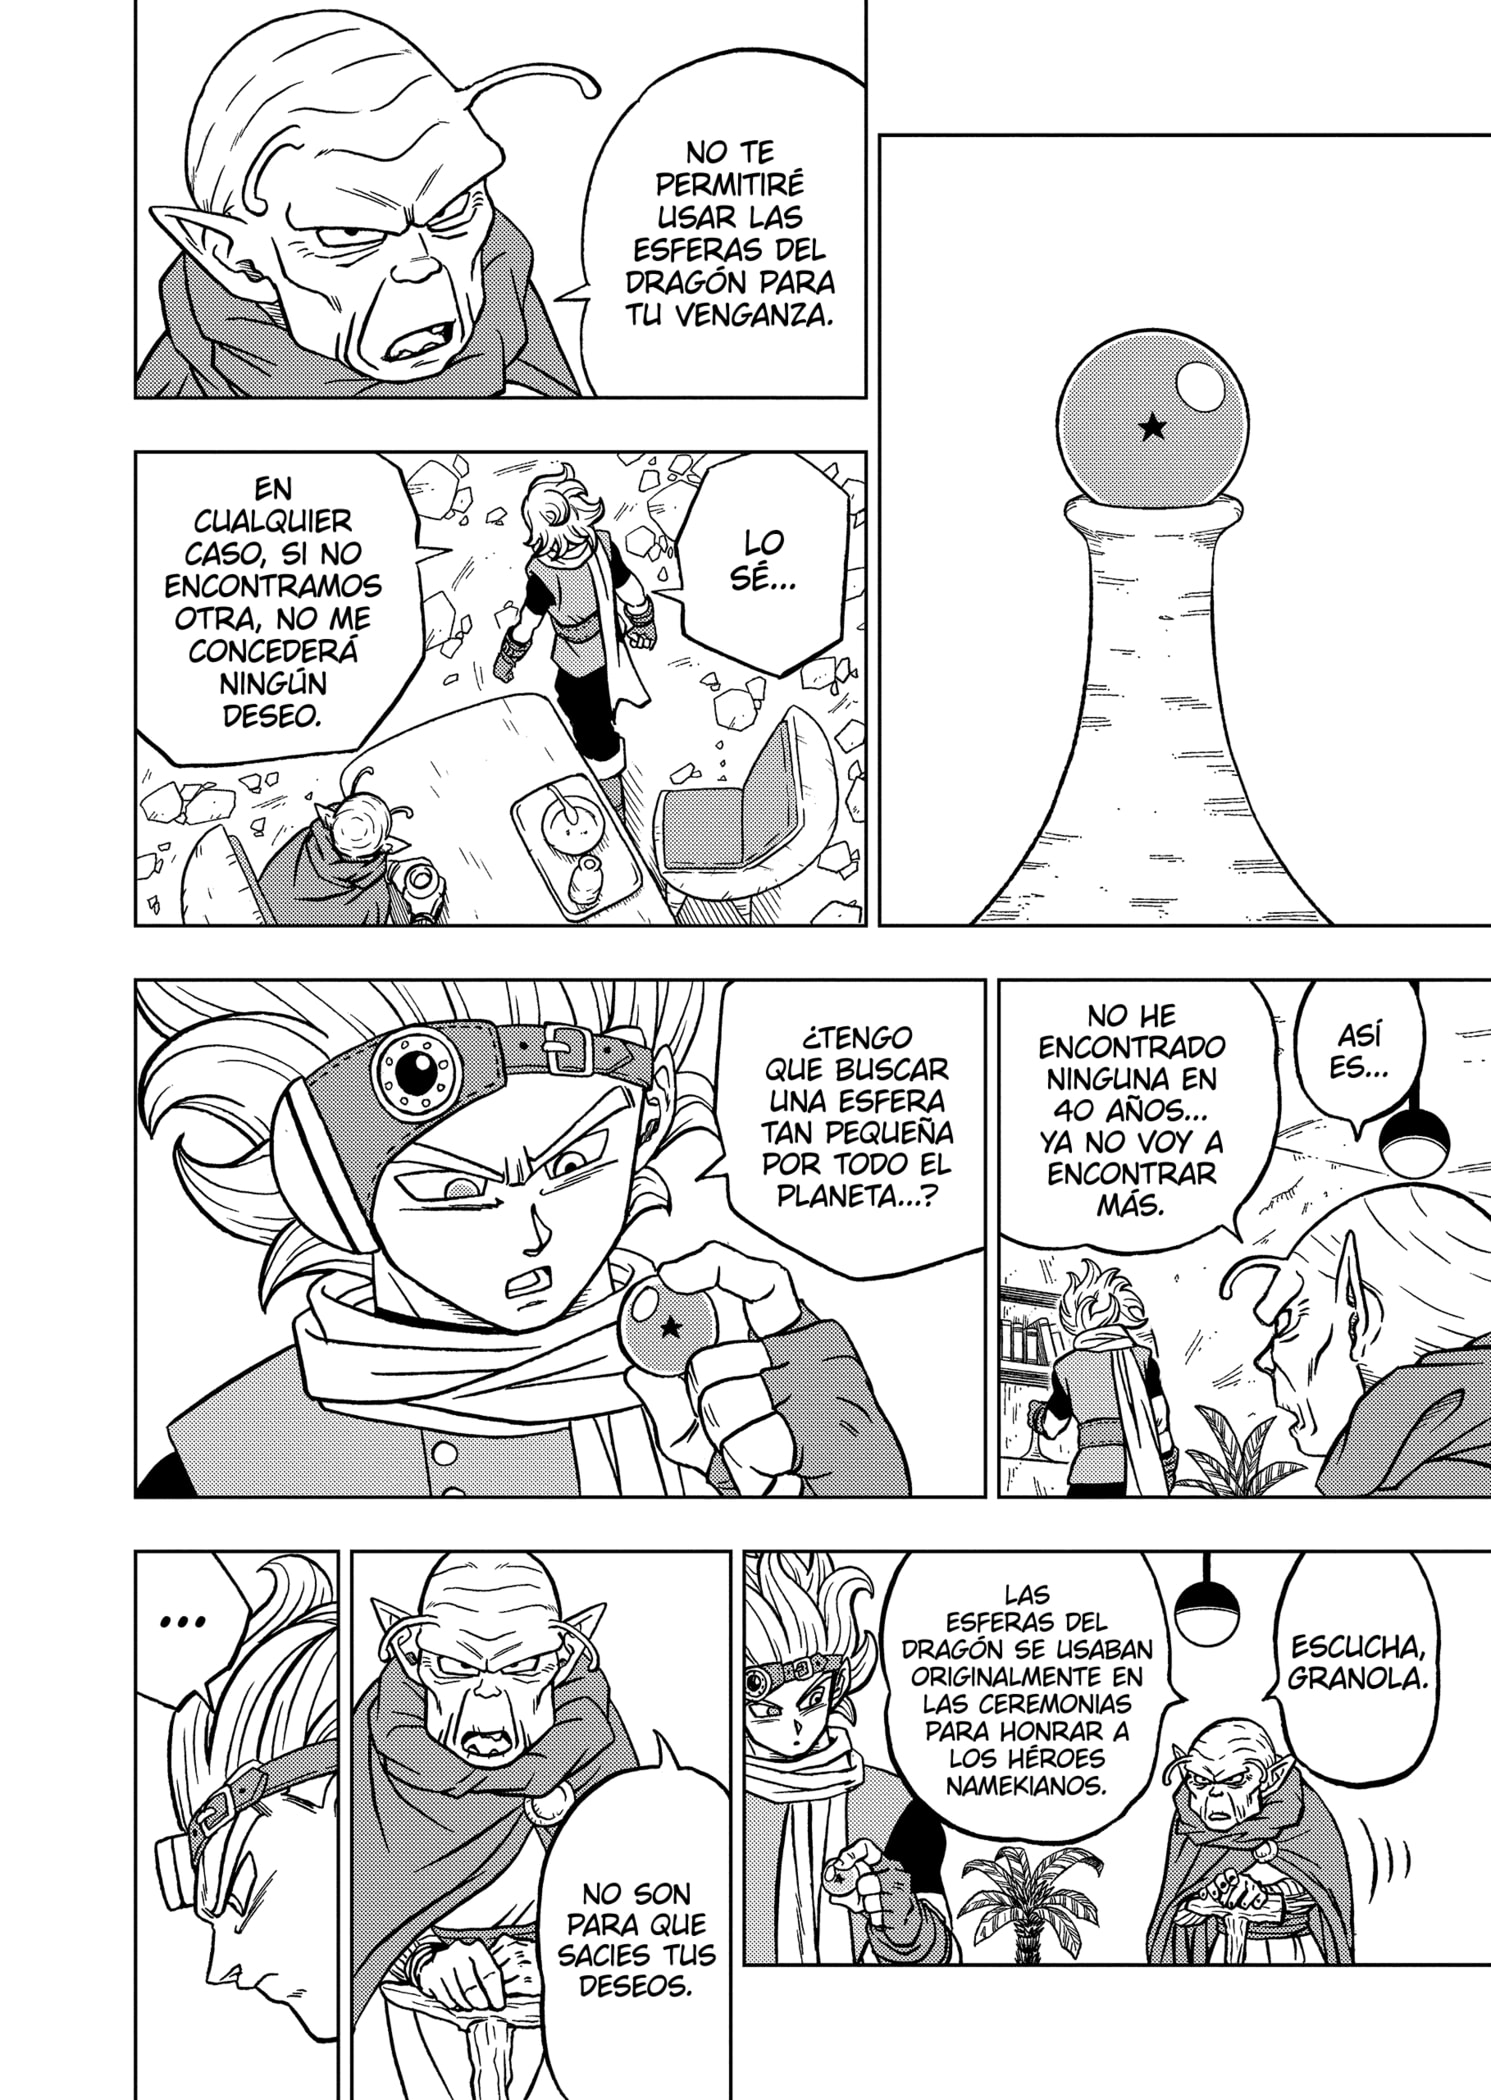 NO TE
PERMITIRÉ
USAR LAS
ESFERAS DEL
DRAGÓN PARA
TU VENGANZA.
LO
SÉ...
EN
CUALQUIER
CASO, SI NO
ENCONTRAMOS
OTRA, NO ME
CONCEDERÁ
NINGÚN
DESEO.
ASÍ
ES...
NO HE
ENCONTRADO
NINGUNA EN
40 AÑOS...
YA NO VOY A
ENCONTRAR
MÁS.
¿TENGO
QUE BUSCAR
UNA ESFERA
TAN PEQUEÑA
POR TODO EL
PLANETA...?
ESCUCHA,
GRANOLA.
LAS
ESFERAS DEL
DRAGÓN SE USABAN
ORIGINALMENTE EN
LAS CEREMONIAS
PARA HONRAR A
LOS HÉROES
NAMEKIANOS.
NO SON
PARA QUE
SACIES TUS
DESEOS.
...